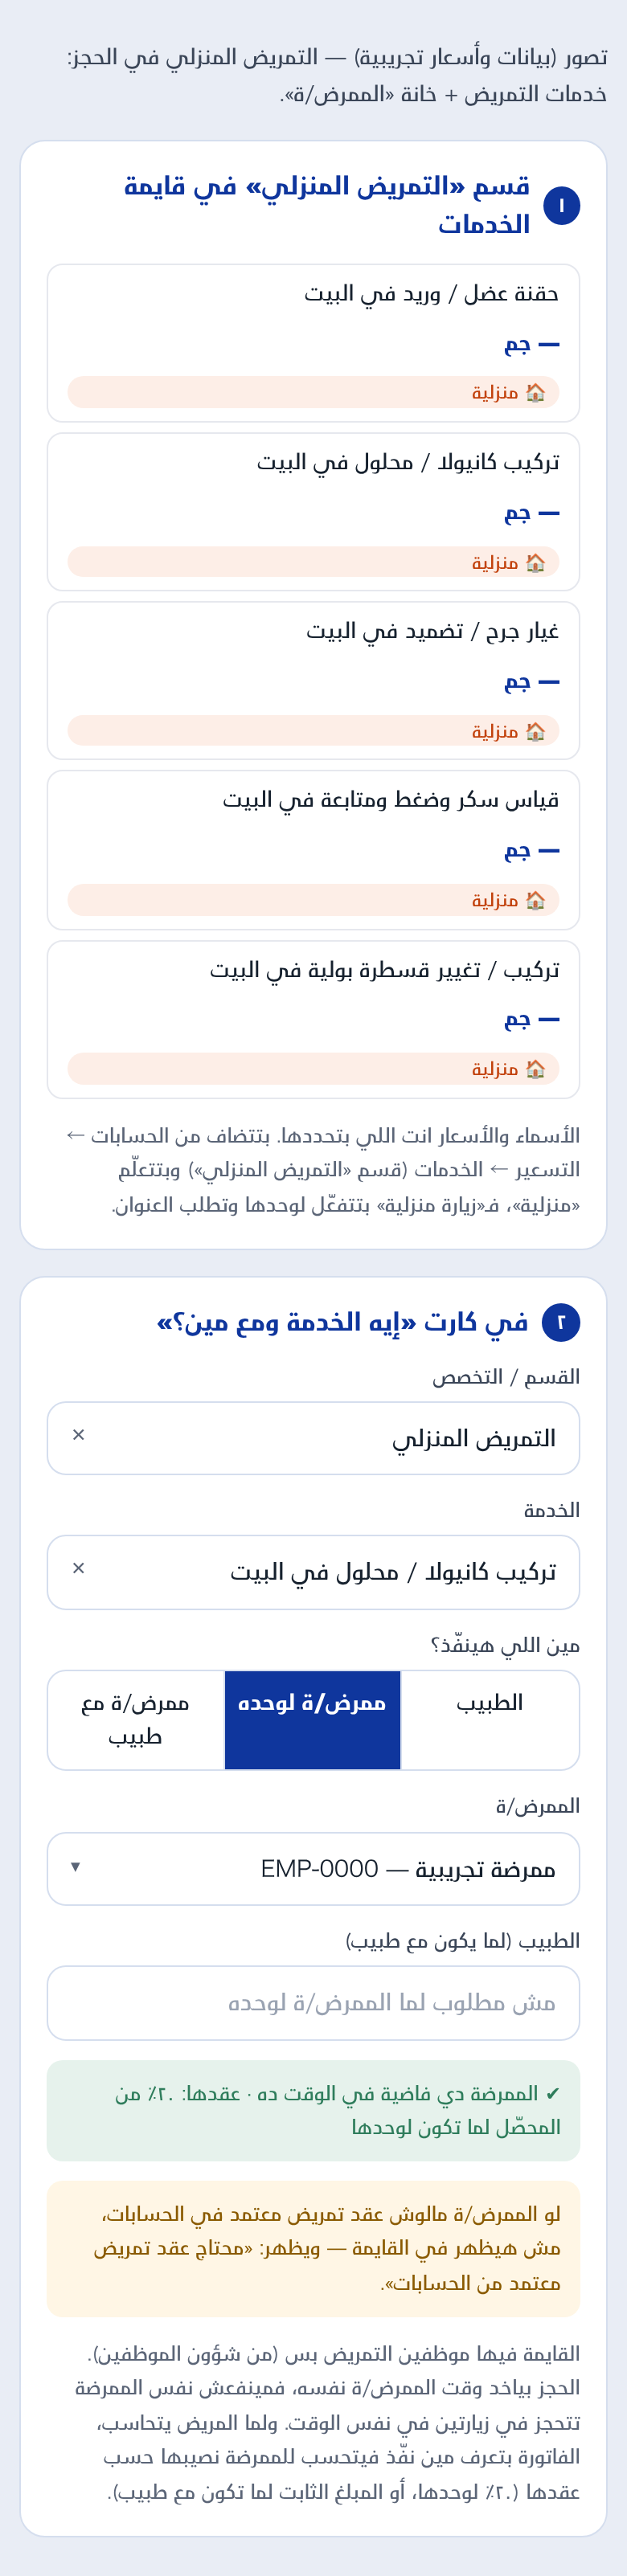 تصور (بيانات وأسعار تجريبية) — التمريض المنزلي في الحجز:
خدمات التمريض + خانة «الممرض/ة».
١
قسم «التمريض المنزلي» في قايمة
الخدمات
حقنة عضل / وريد في البيت
— جم
🏠 منزلية
تركيب كانيولا / محلول في البيت
— جم
🏠 منزلية
غيار جرح / تضميد في البيت
— جم
🏠 منزلية
قياس سكر وضغط ومتابعة في البيت
— جم
🏠 منزلية
تركيب / تغيير قسطرة بولية في البيت
— جم
🏠 منزلية
الأسماء والأسعار انت اللي بتحددها. بتتضاف من الحسابات ←
التسعير ← الخدمات (قسم «التمريض المنزلي») وبتتعلّم
«منزلية»، فـ«زيارة منزلية» بتتفعّل لوحدها وتطلب العنوان.
٢
في كارت «إيه الخدمة ومع مين؟»
القسم / التخصص
التمريض المنزلي ×
الخدمة
تركيب كانيولا / محلول في البيت ×
مين اللي هينفّذ؟
الطبيب
ممرض/ة لوحده
ممرض/ة مع
طبيب
الممرض/ة
ممرضة تجريبية — EMP-0000 ▾
الطبيب (لما يكون مع طبيب)
مش مطلوب لما الممرض/ة لوحده
✔ الممرضة دي فاضية في الوقت ده · عقدها: ٢٠٪ من
المحصّل لما تكون لوحدها
لو الممرض/ة مالوش عقد تمريض معتمد في الحسابات،
مش هيظهر في القايمة — ويظهر: «محتاج عقد تمريض
معتمد من الحسابات».
القايمة فيها موظفين التمريض بس (من شؤون الموظفين).
الحجز بياخد وقت الممرض/ة نفسه، فمينفعش نفس الممرضة
تتحجز في زيارتين في نفس الوقت. ولما المريض يتحاسب،
الفاتورة بتعرف مين نفّذ فيتحسب للممرضة نصيبها حسب
عقدها (٢٠٪ لوحدها، أو المبلغ الثابت لما تكون مع طبيب).